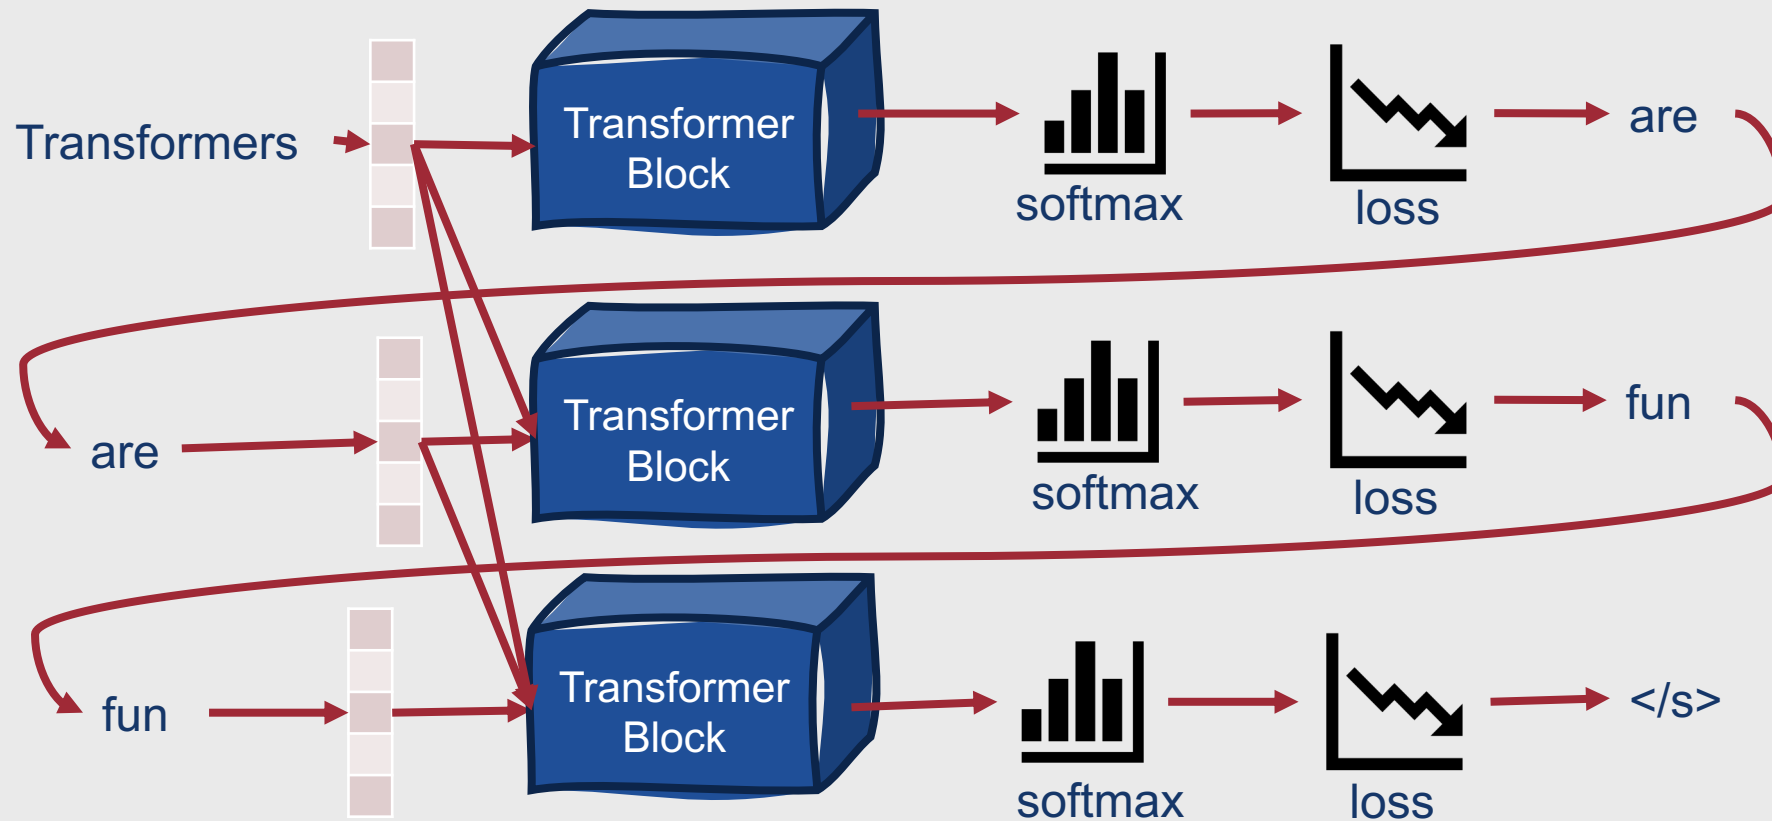 Transformers
Transformer
Block
softmax
loss
are
are
Transformer
Block
softmax
loss
fun
fun
Transformer
Block
softmax
loss
</s>